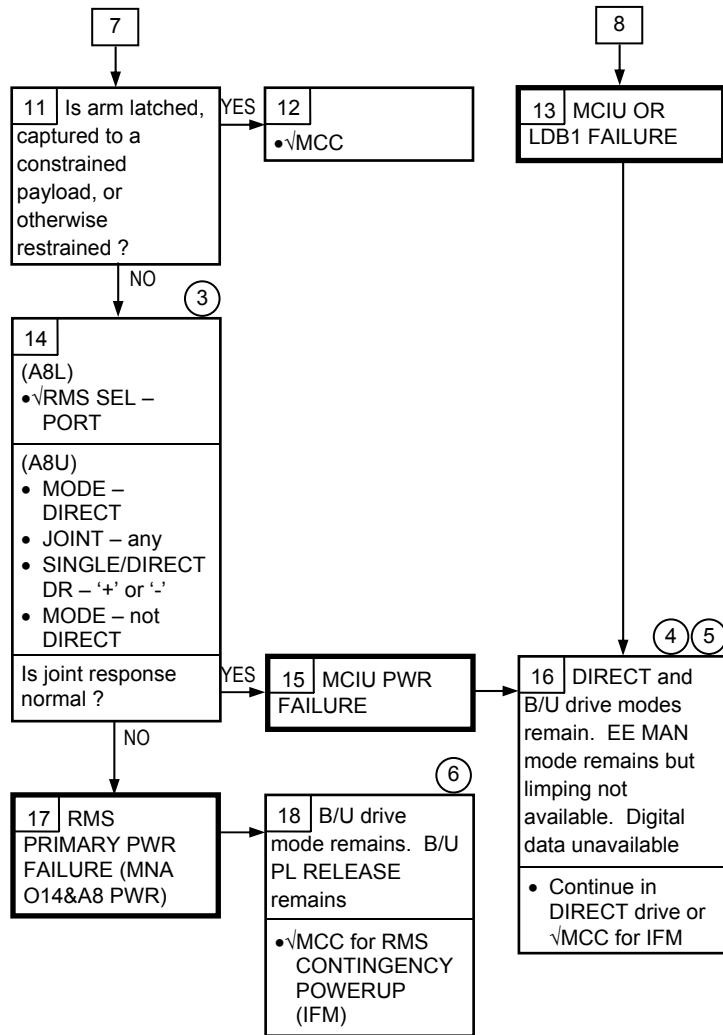 7
8
11 Is arm latched,
captured to a
constrained
payload, or
otherwise
restrained ?
YES
12
•√MCC
13 MCIU OR
LDB1 FAILURE
NO
3
14
(A8L)
•√RMS SEL –
PORT
(A8U)
• MODE –
DIRECT
• JOINT – any
• SINGLE/DIRECT
DR – ‘+’ or ‘-’
• MODE – not
DIRECT
Is joint response
normal ?
YES
15 MCIU PWR
FAILURE
4 5
16 DIRECT and
B/U drive modes
remain. EE MAN
mode remains but
limping not
available. Digital
data unavailable
• Continue in
DIRECT drive or
√MCC for IFM
NO
17 RMS
PRIMARY PWR
FAILURE (MNA
O14&A8 PWR)
6
18 B/U drive
mode remains. B/U
PL RELEASE
remains
•√MCC for RMS
CONTINGENCY
POWERUP
(IFM)